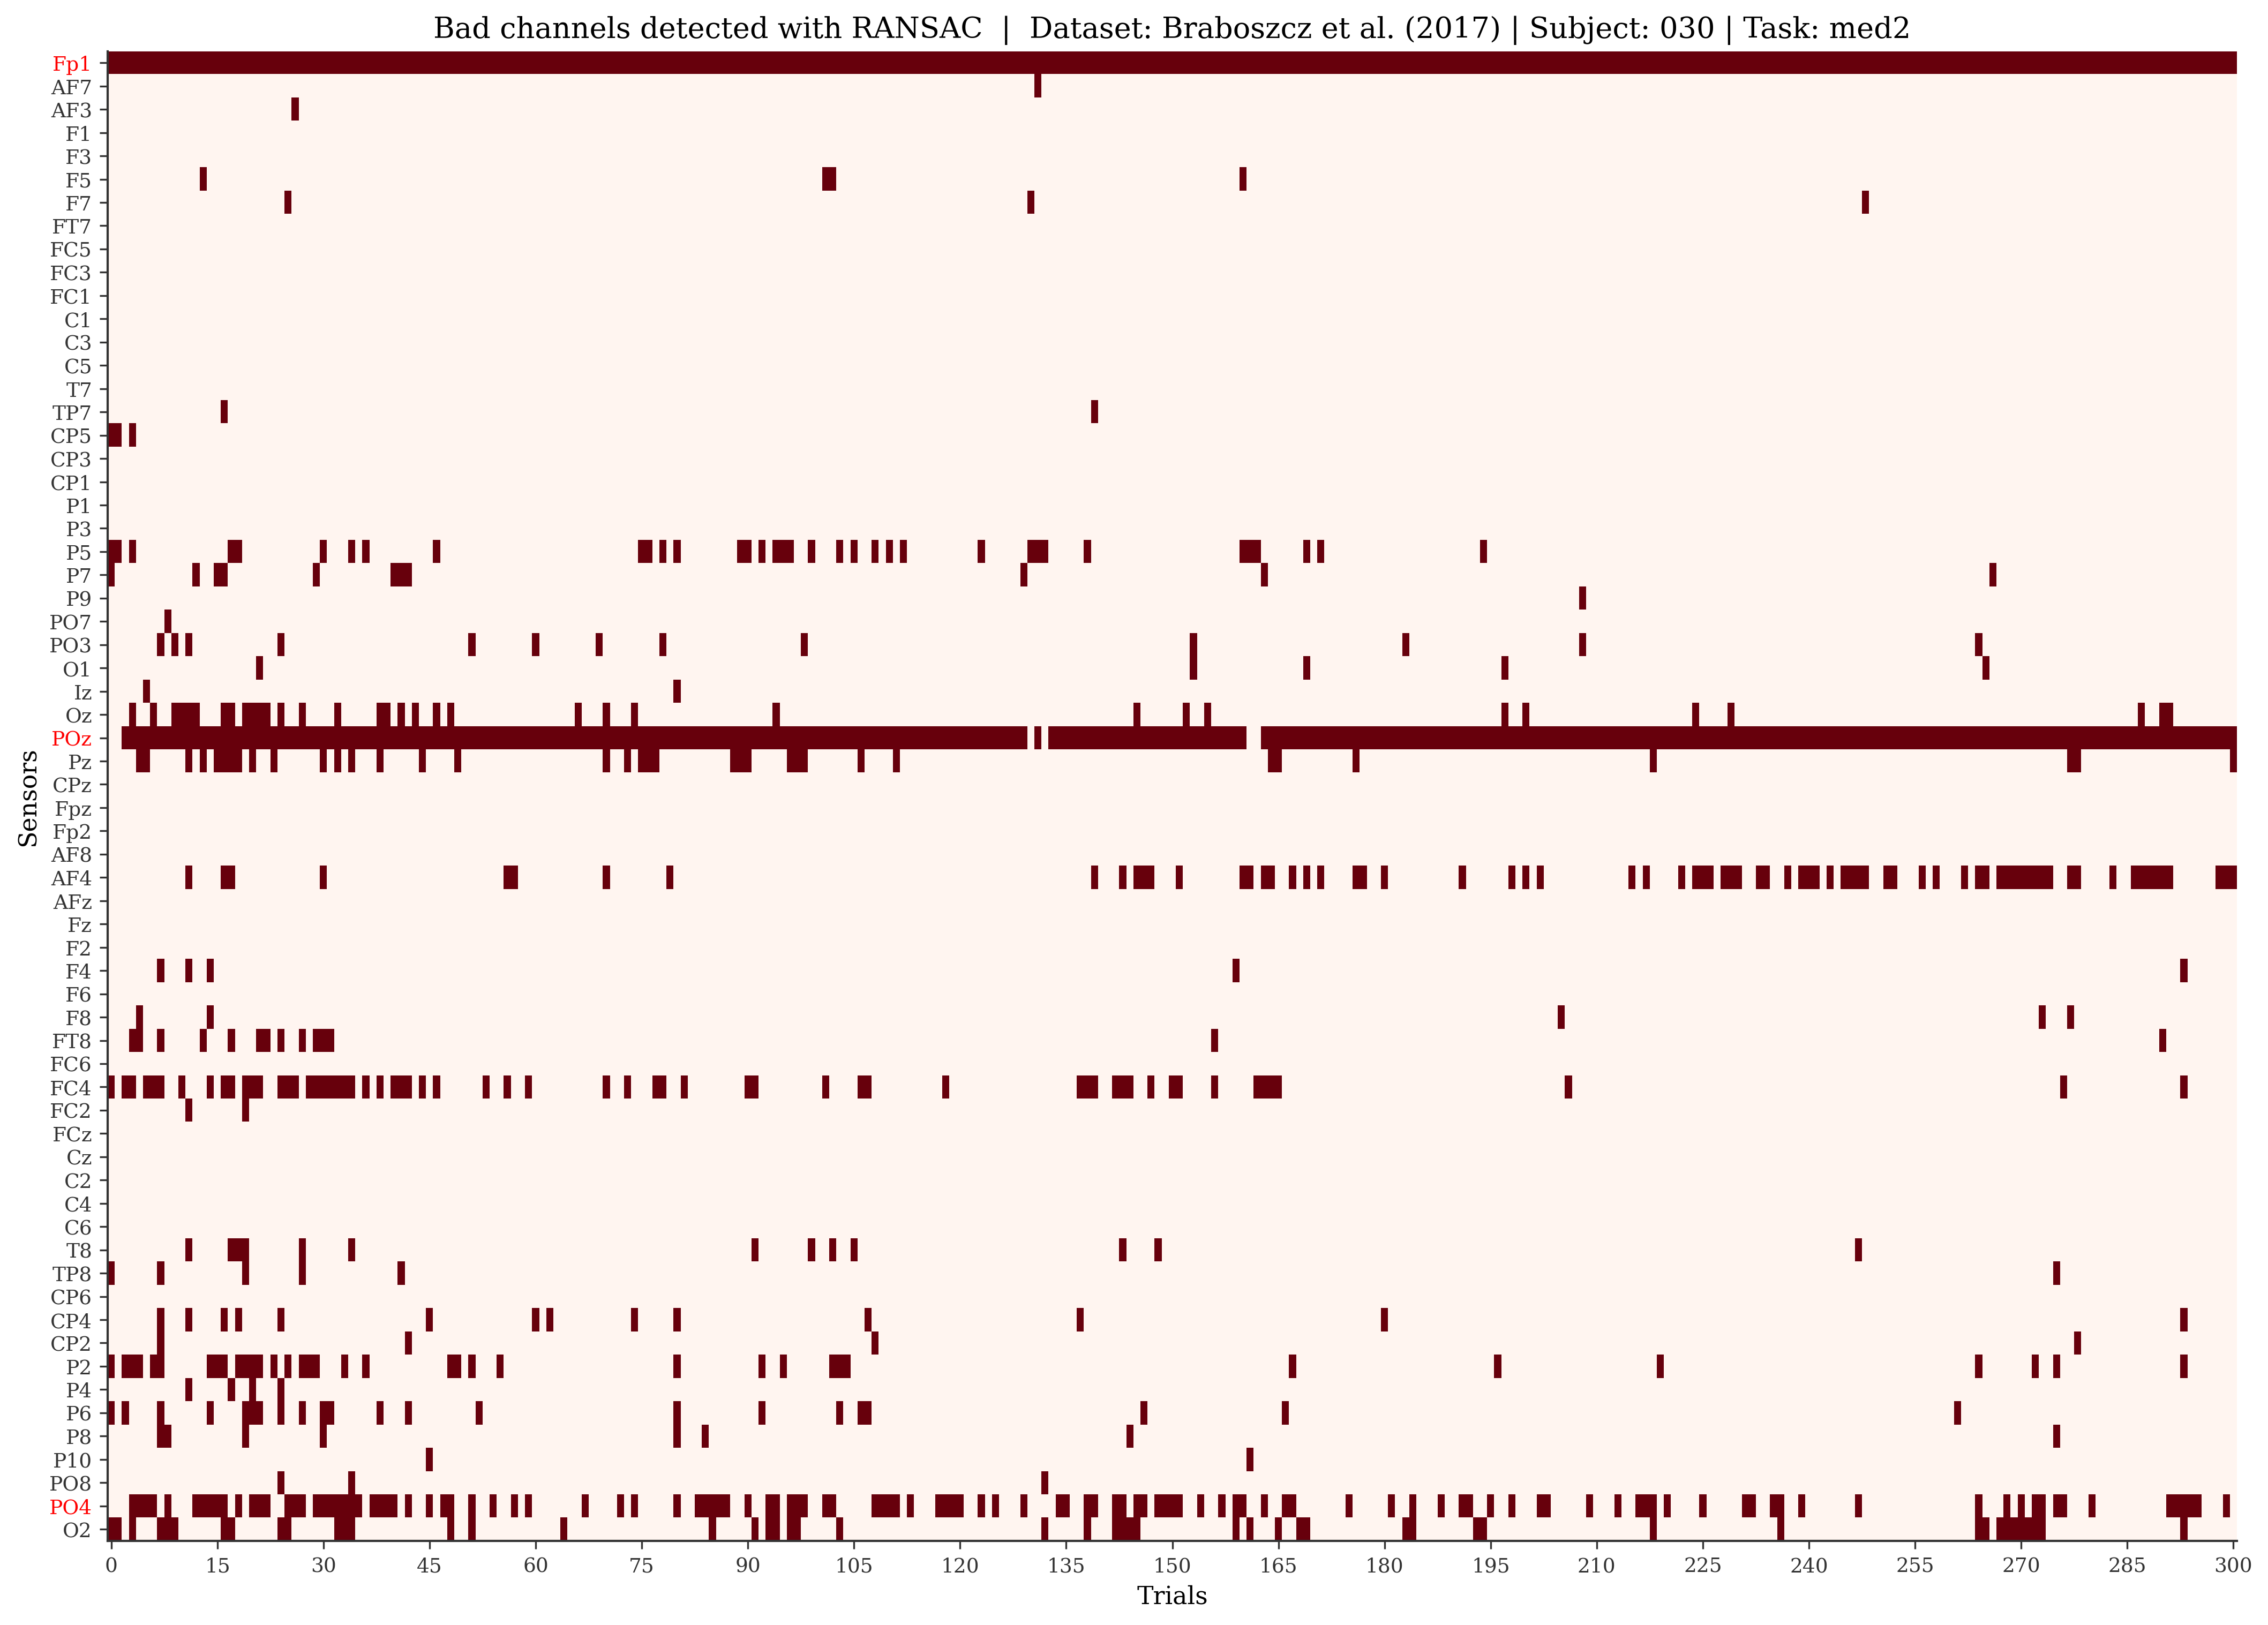 Bad channels detected with RANSAC | Dataset: Braboszcz et al. (2017) | Subject: 030 | Task: med2
Fp1
AF7
AF3
F1
F3
F5
F7
FT7
FC5
FC3
FC1
C1
C3
C5
T7
TP7
CP5
CP3
CP1
P1
P3
P5
P7
P9
PO7
PO3
O1
Iz
Oz
POz
Pz
CPz
Fpz
Fp2
AF8
AF4
AFz
Fz
F2
F4
F6
F8
FT8
FC6
FC4
FC2
FCz
Cz
C2
C4
C6
T8
TP8
CP6
CP4
CP2
P2
P4
P6
P8
P10
PO8
PO4
O2
Sensors
0 15 30 45 60 75 90 105 120 135 150 165 180 195 210 225 240 255 270 285 300
Trials